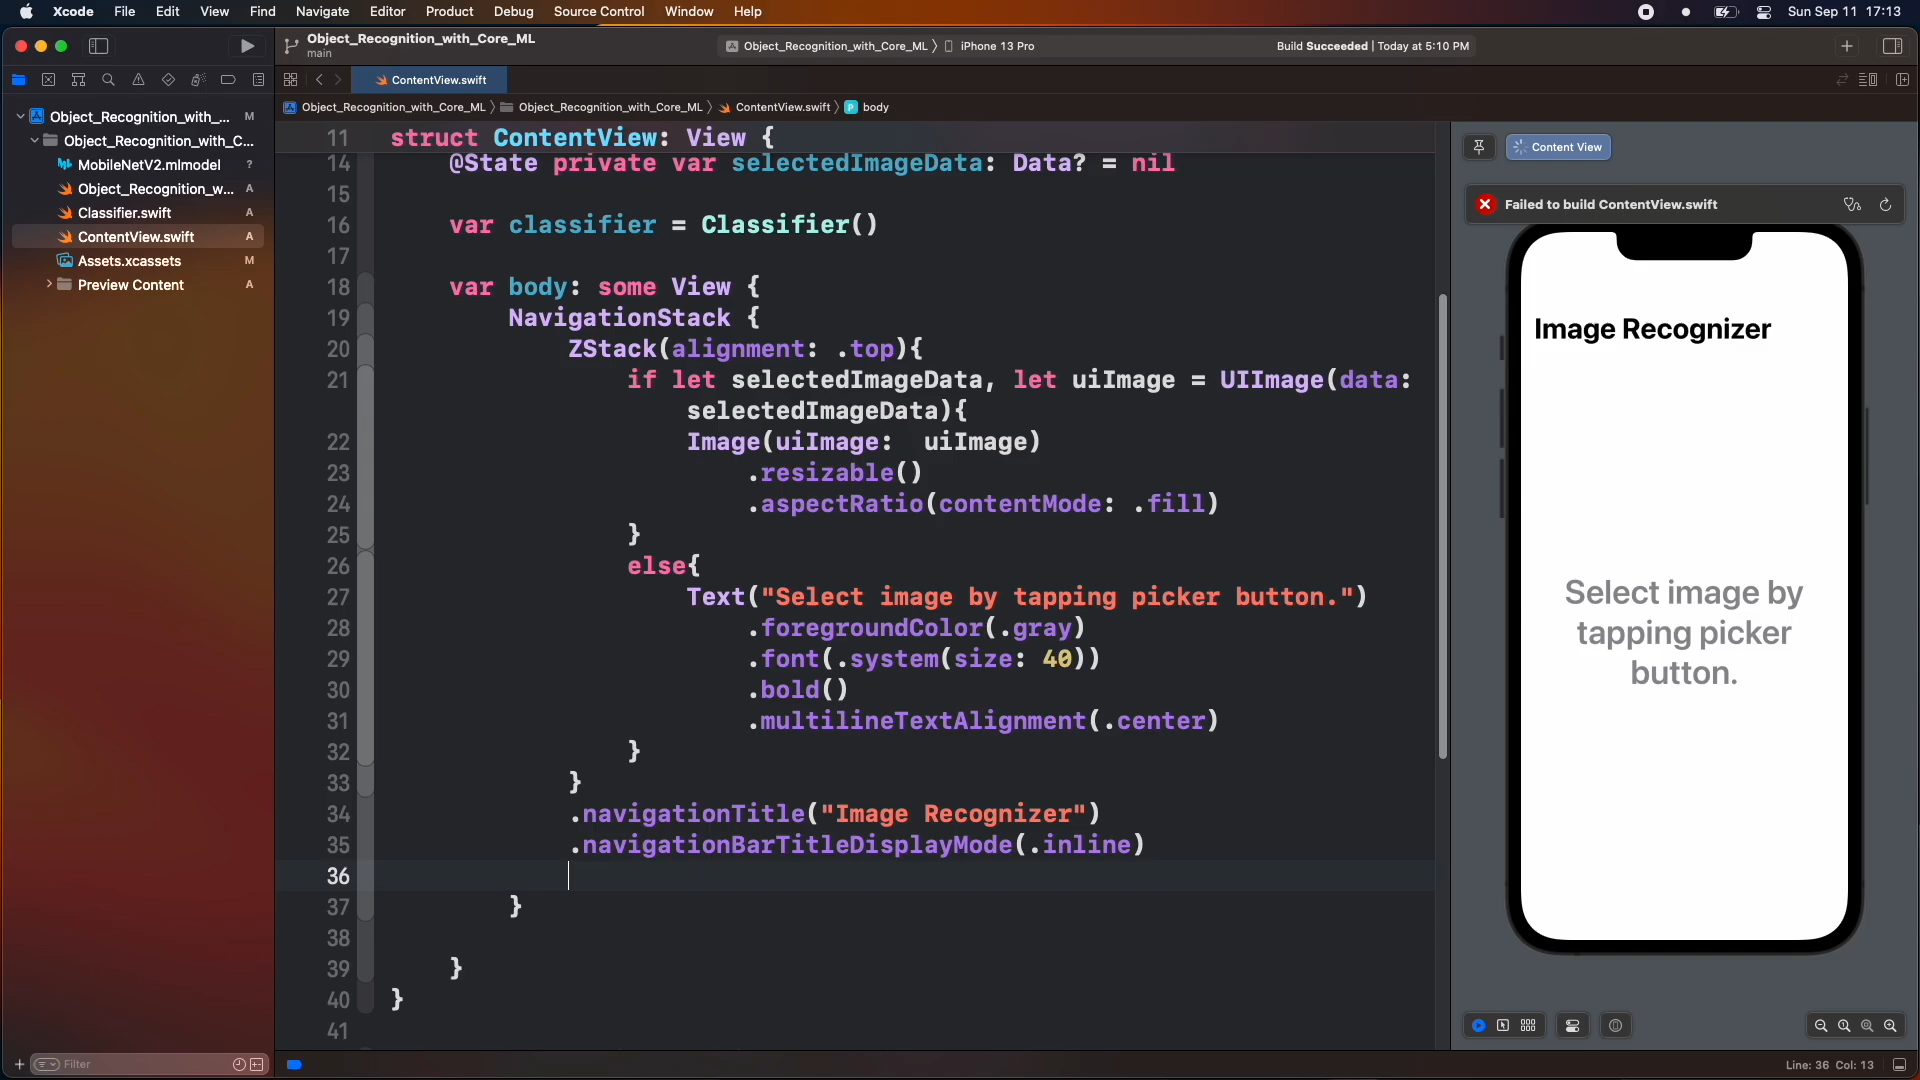 Xcode File Edit View Find Navigate Editor Product Debug Source Control Window Help Sun Sep 11 17:13
Object_Recognition_with_Core_ML
main
Object_Recognition_with_Core_ML iPhone 13 Pro
Build Succeeded | Today at 5:10 PM
ContentView.swift
Object_Recognition_with_Core_ML Object_Recognition_with_Core_ML ContentView.swift P body
Object_Recognition_with_... M
Object_Recognition_with_C...
MobileNetV2.mlmodel ?
Object_Recognition_w... A
Classifier.swift A
ContentView.swift A
Assets.xcassets M
Preview Content A
Filter
11 struct ContentView: View {
14 @State private var selectedImageData: Data? = nil
15
16 var classifier = Classifier()
17
18 var body: some View {
19 NavigationStack {
20 ZStack(alignment: .top){
21 if let selectedImageData, let uiImage = UIImage(data:
selectedImageData){
22 Image(uiImage:  uiImage)
23 .resizable()
24 .aspectRatio(contentMode: .fill)
25 }
26 else{
27 Text("Select image by tapping picker button.")
28 .foregroundColor(.gray)
29 .font(.system(size: 40))
30 .bold()
31 .multilineTextAlignment(.center)
32 }
33 }
34 .navigationTitle("Image Recognizer")
35 .navigationBarTitleDisplayMode(.inline)
36
37 }
38
39 }
40 }
41
Content View
Failed to build ContentView.swift
Image Recognizer
Select image by
tapping picker
button.
Line: 36 Col: 13